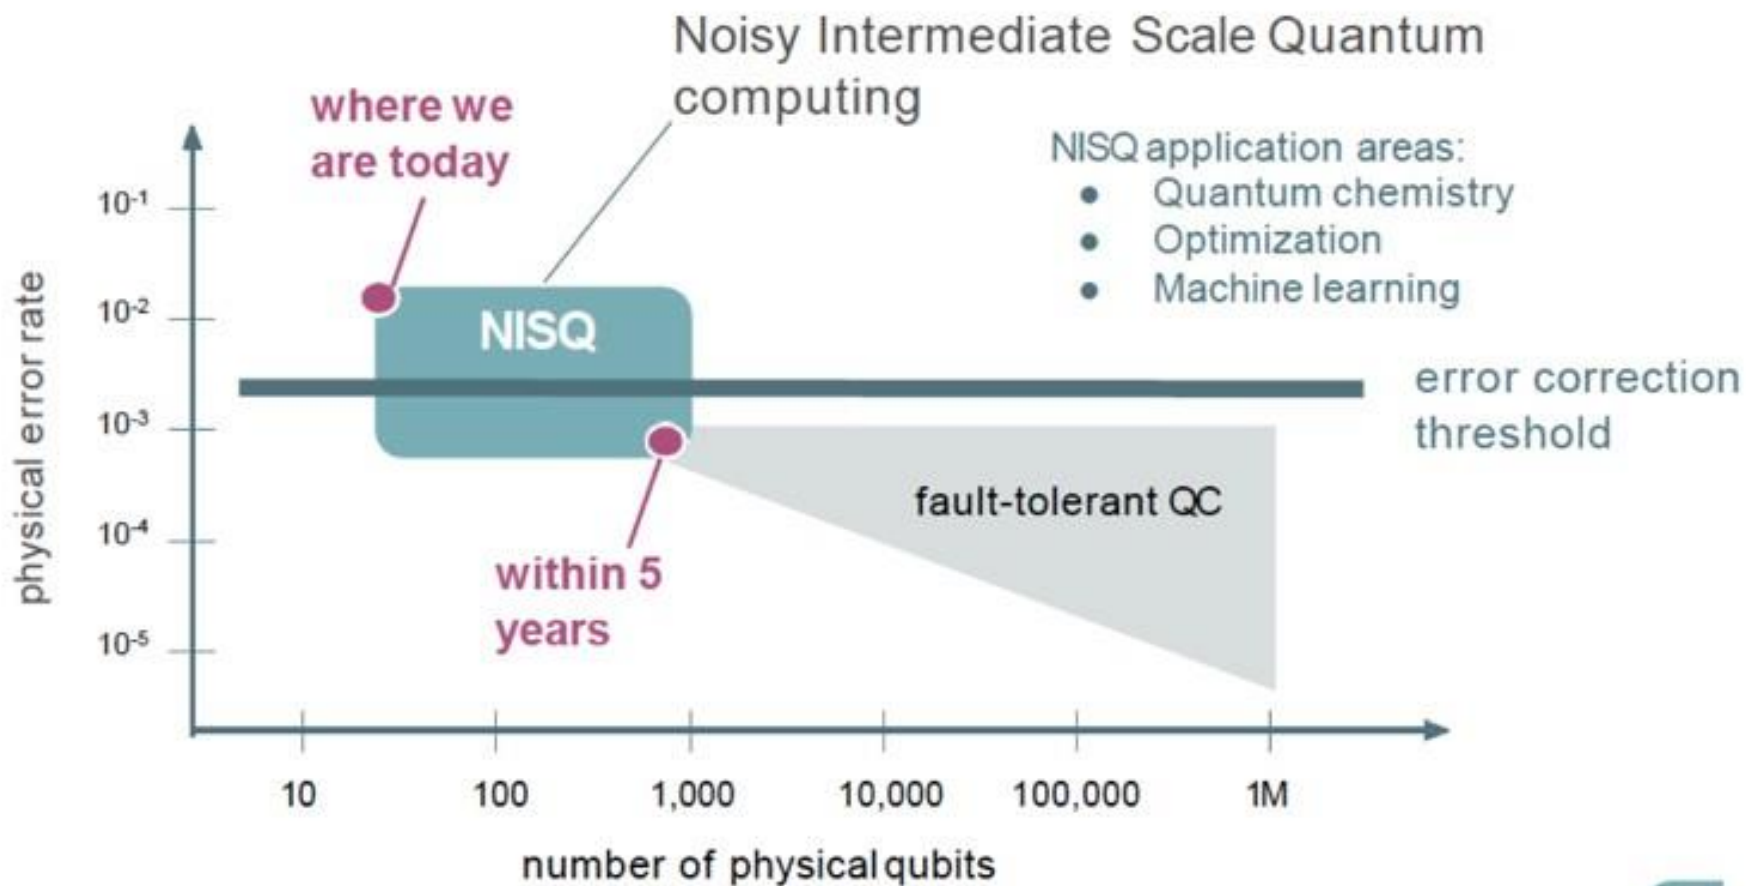 Noisy Intermediate Scale Quantum
computing
where we
are today
NISQ application areas:
• Quantum chemistry
• Optimization
• Machine learning
physical error rate
10⁻¹
10⁻²
10⁻³
10⁻⁴
10⁻⁵
NISQ
error correction
threshold
fault-tolerant QC
within 5
years
10 100 1,000 10,000 100,000 1M
number of physical qubits